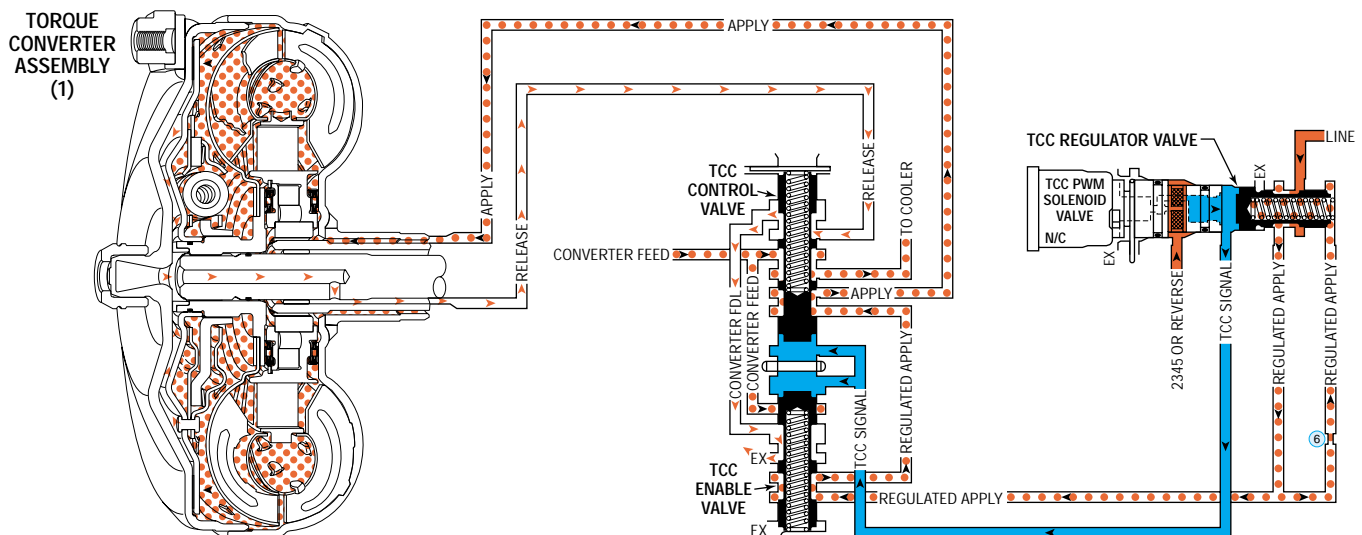 TORQUE
CONVERTER
ASSEMBLY
(1)
APPLY
APPLY
RELEASE
RELEASE
TCC
CONTROL
VALVE
TO COOLER
CONVERTER FEED
CONVERTER FDL
CONVERTER FEED
APPLY
REGULATED APPLY
TCC SIGNAL
EX
TCC
ENABLE
VALVE
EX
REGULATED APPLY
TCC REGULATOR VALVE
LINE
EX
TCC PWM
SOLENOID
VALVE
N/C
EX
2345 OR REVERSE
TCC SIGNAL
REGULATED APPLY
REGULATED APPLY
6